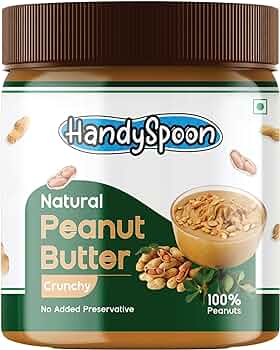 HandySpoon
Natural
Peanut
Butter
Crunchy
No Added Preservative
100%
Peanuts